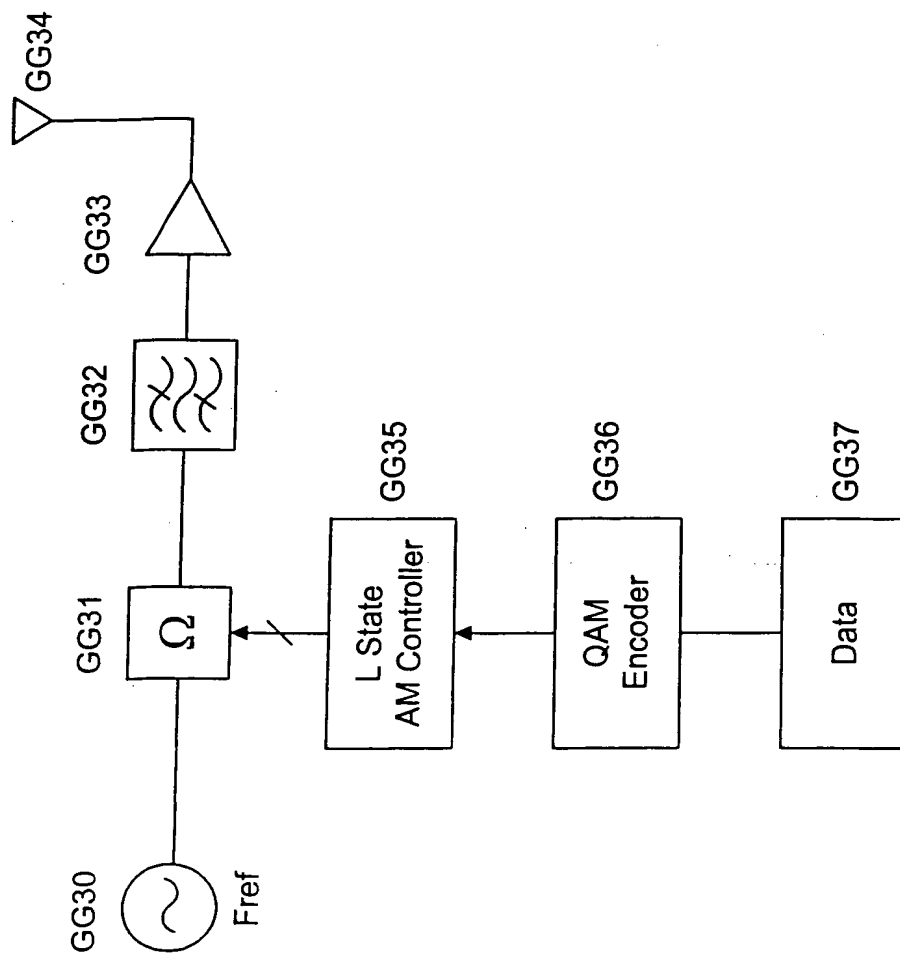 GG30
Fref
GG31
Ω
GG32
GG33
GG34
L State
AM Controller
GG35
QAM
Encoder
GG36
Data
GG37